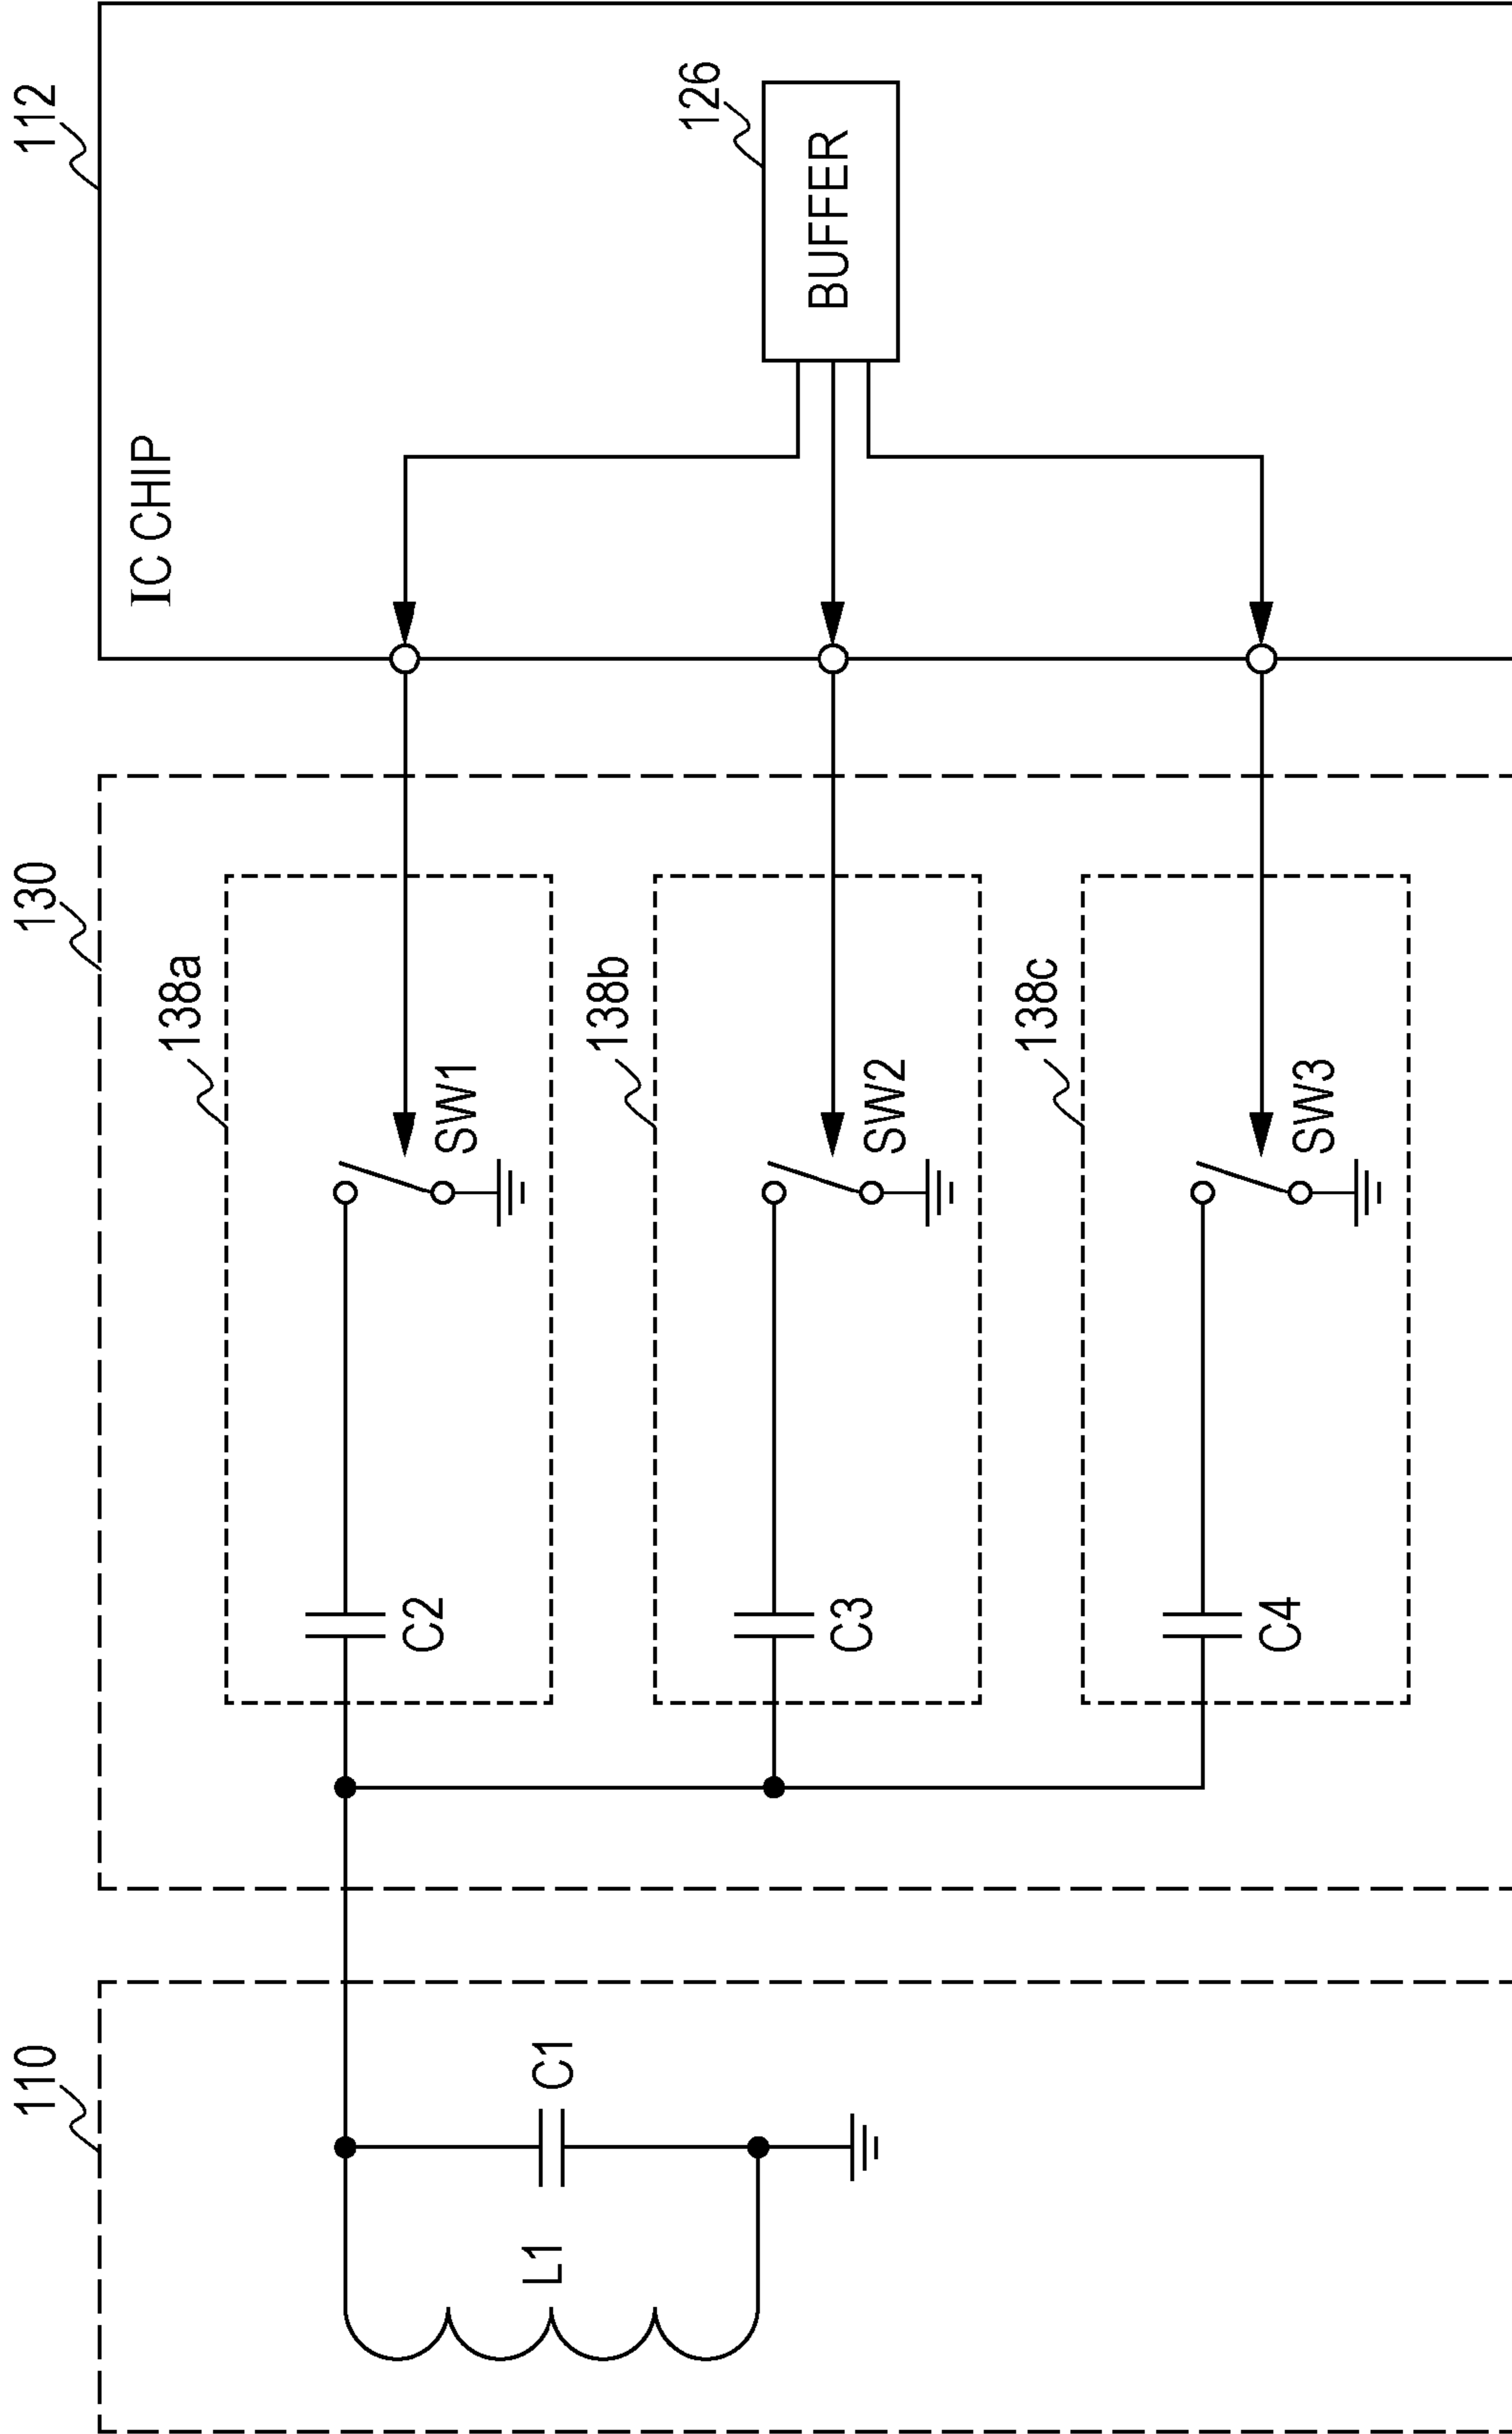 110
130
112
138a
IC CHIP
C2
SW1
126
L1
C1
138b
BUFFER
C3
SW2
138c
C4
SW3